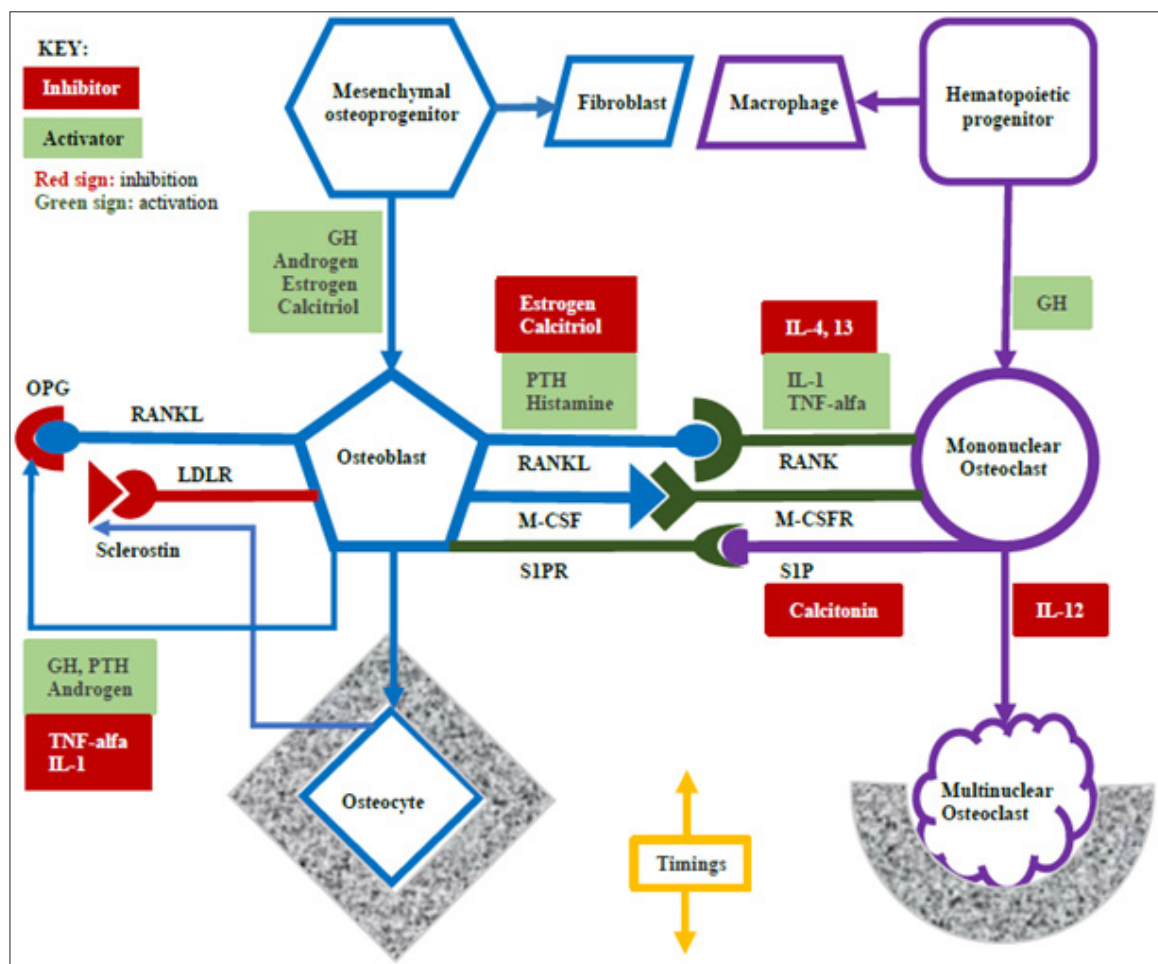 KEY:
Inhibitor
Activator
Red sign: inhibition
Green sign: activation
Mesenchymal
osteoprogenitor
Fibroblast
Macrophage
Hematopoietic
progenitor
GH
Androgen
Estrogen
Calcitriol
Estrogen
Calcitriol
PTH
Histamine
IL-4, 13
IL-1
TNF-alfa
GH
OPG
RANKL
LDLR
Sclerostin
Osteoblast
RANKL
RANK
M-CSF
M-CSFR
S1PR
S1P
Mononuclear
Osteoclast
Calcitonin
IL-12
GH, PTH
Androgen
TNF-alfa
IL-1
Osteocyte
Timings
Multinuclear
Osteoclast